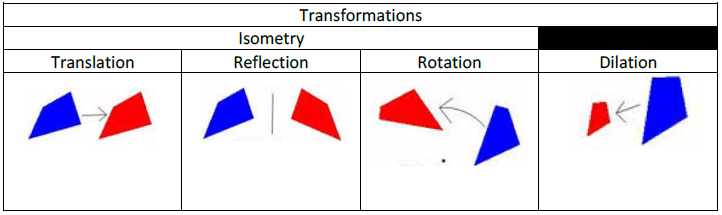 Transformations
Isometry
Translation Reflection Rotation Dilation